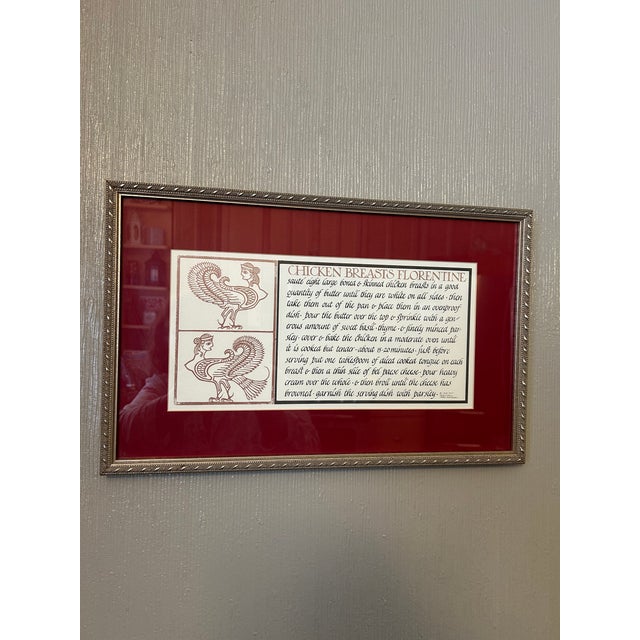 CHICKEN BREASTS FLORENTINE
sauté eight large boned & skinned chicken breasts in a good
quantity of butter until they are white on all sides · then
take them out of the pan & place them in an ovenproof
dish · pour the butter over the top & sprinkle with a gen-
erous amount of sweet basil · thyme · & finely minced par-
sley · cover & bake the chicken in a moderate oven until
it is cooked but tender · about 15-20 minutes · just before
serving put one tablespoon of diced cooked tongue on each
breast & then a thin slice of bel paese cheese · pour heavy
cream over the whole · & then broil until the cheese has
browned · garnish the serving dish with parsley ·